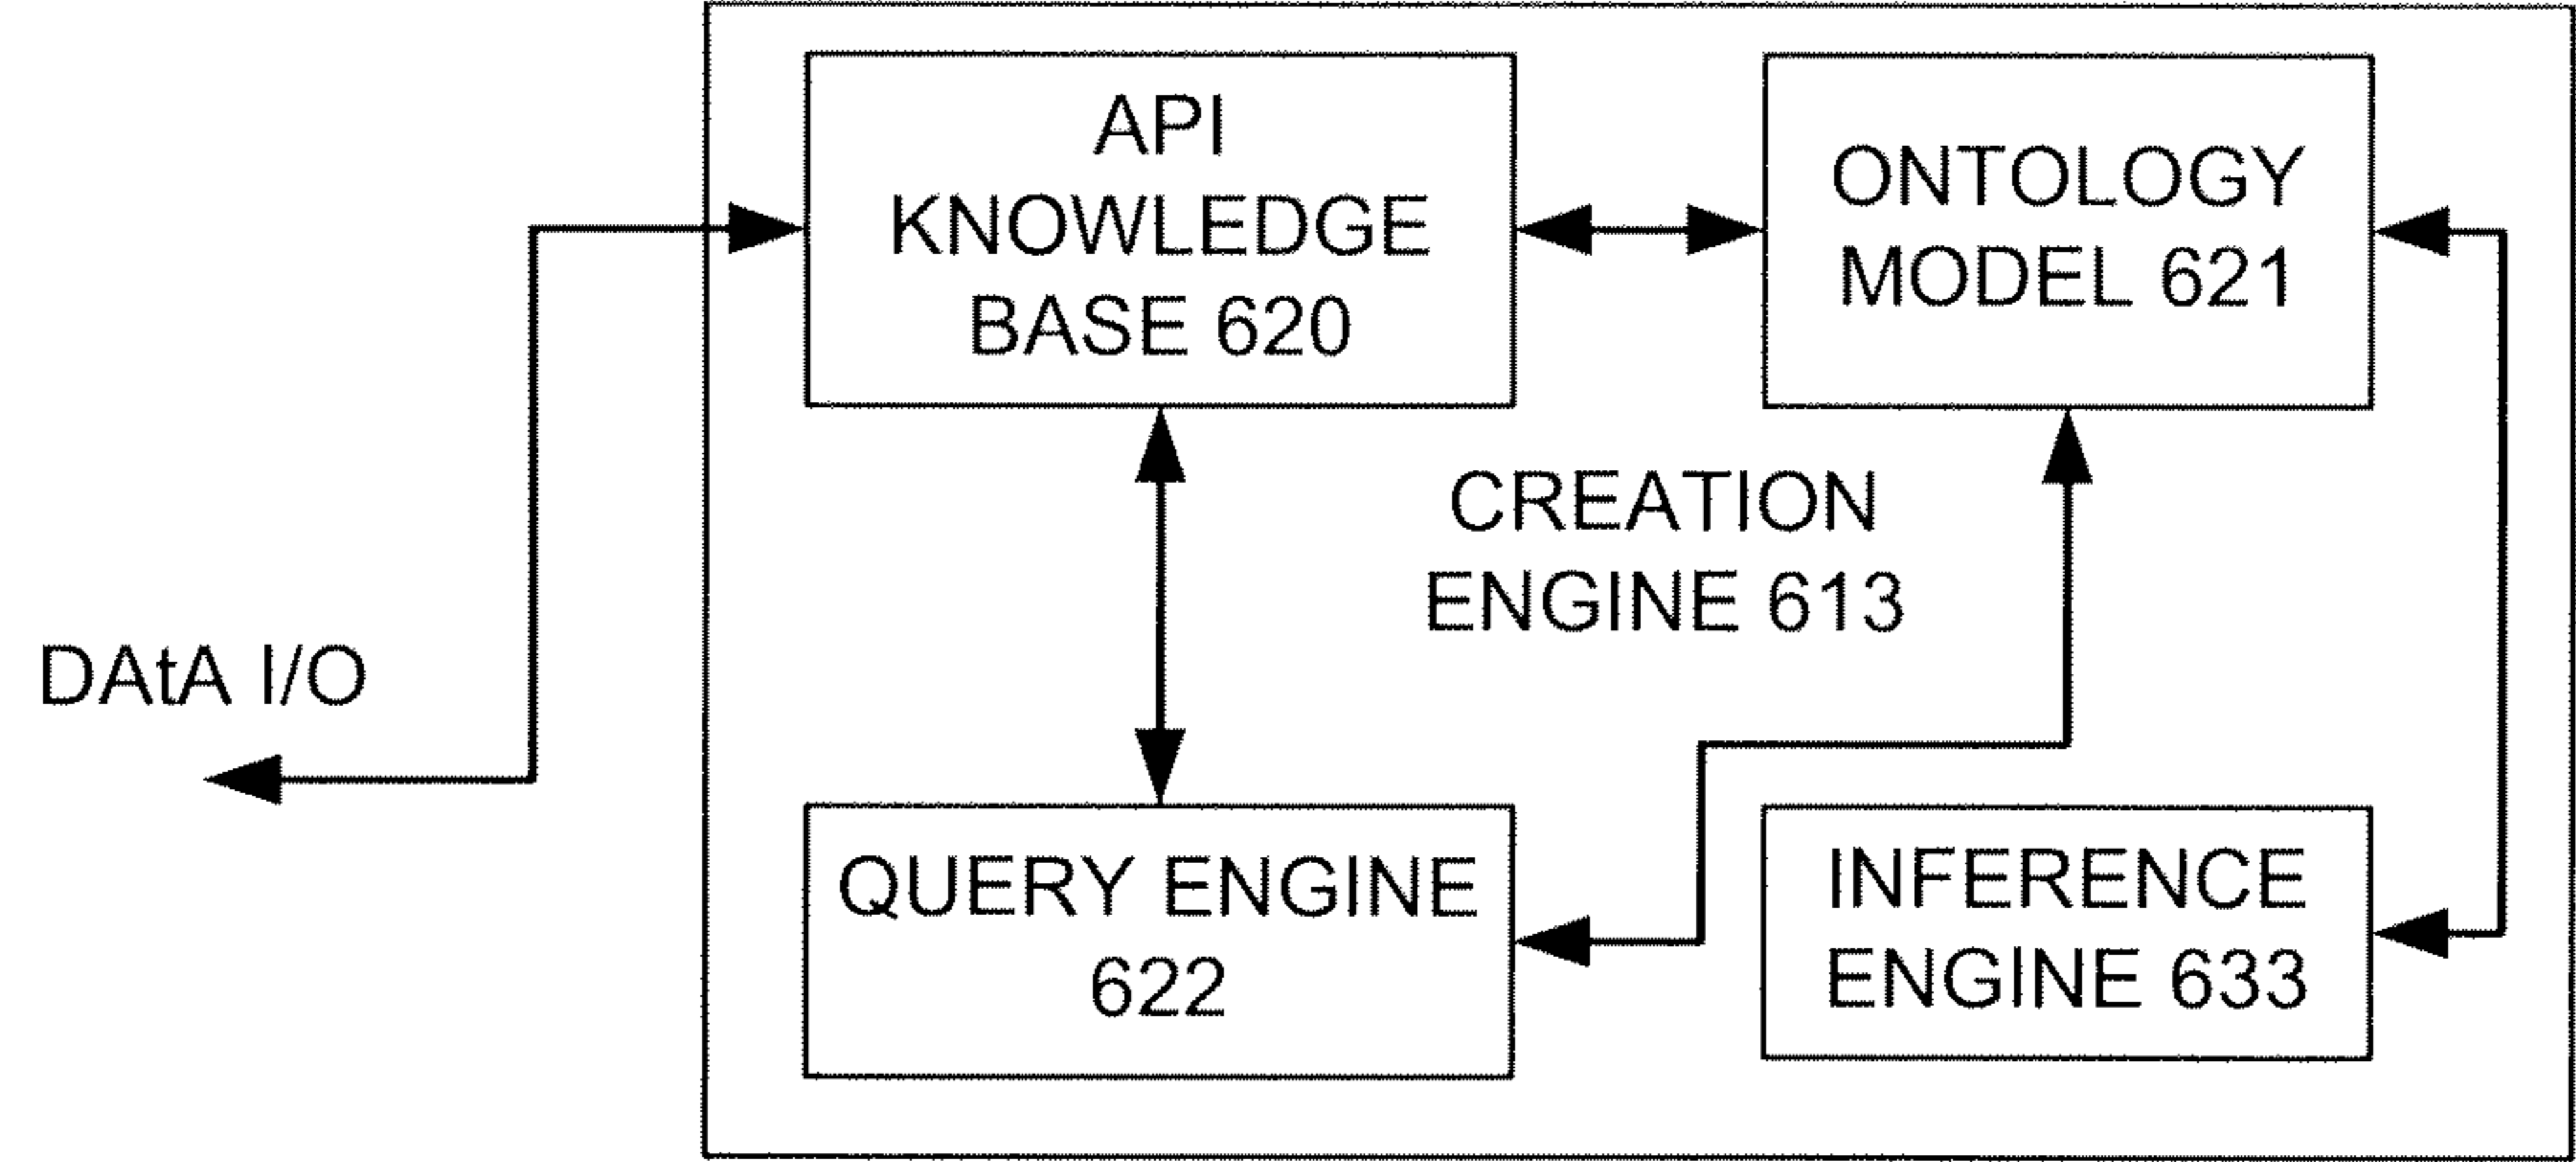 API
KNOWLEDGE
BASE 620
ONTOLOGY
MODEL 621
CREATION
ENGINE 613
DAtA I/O
QUERY ENGINE
622
INFERENCE
ENGINE 633